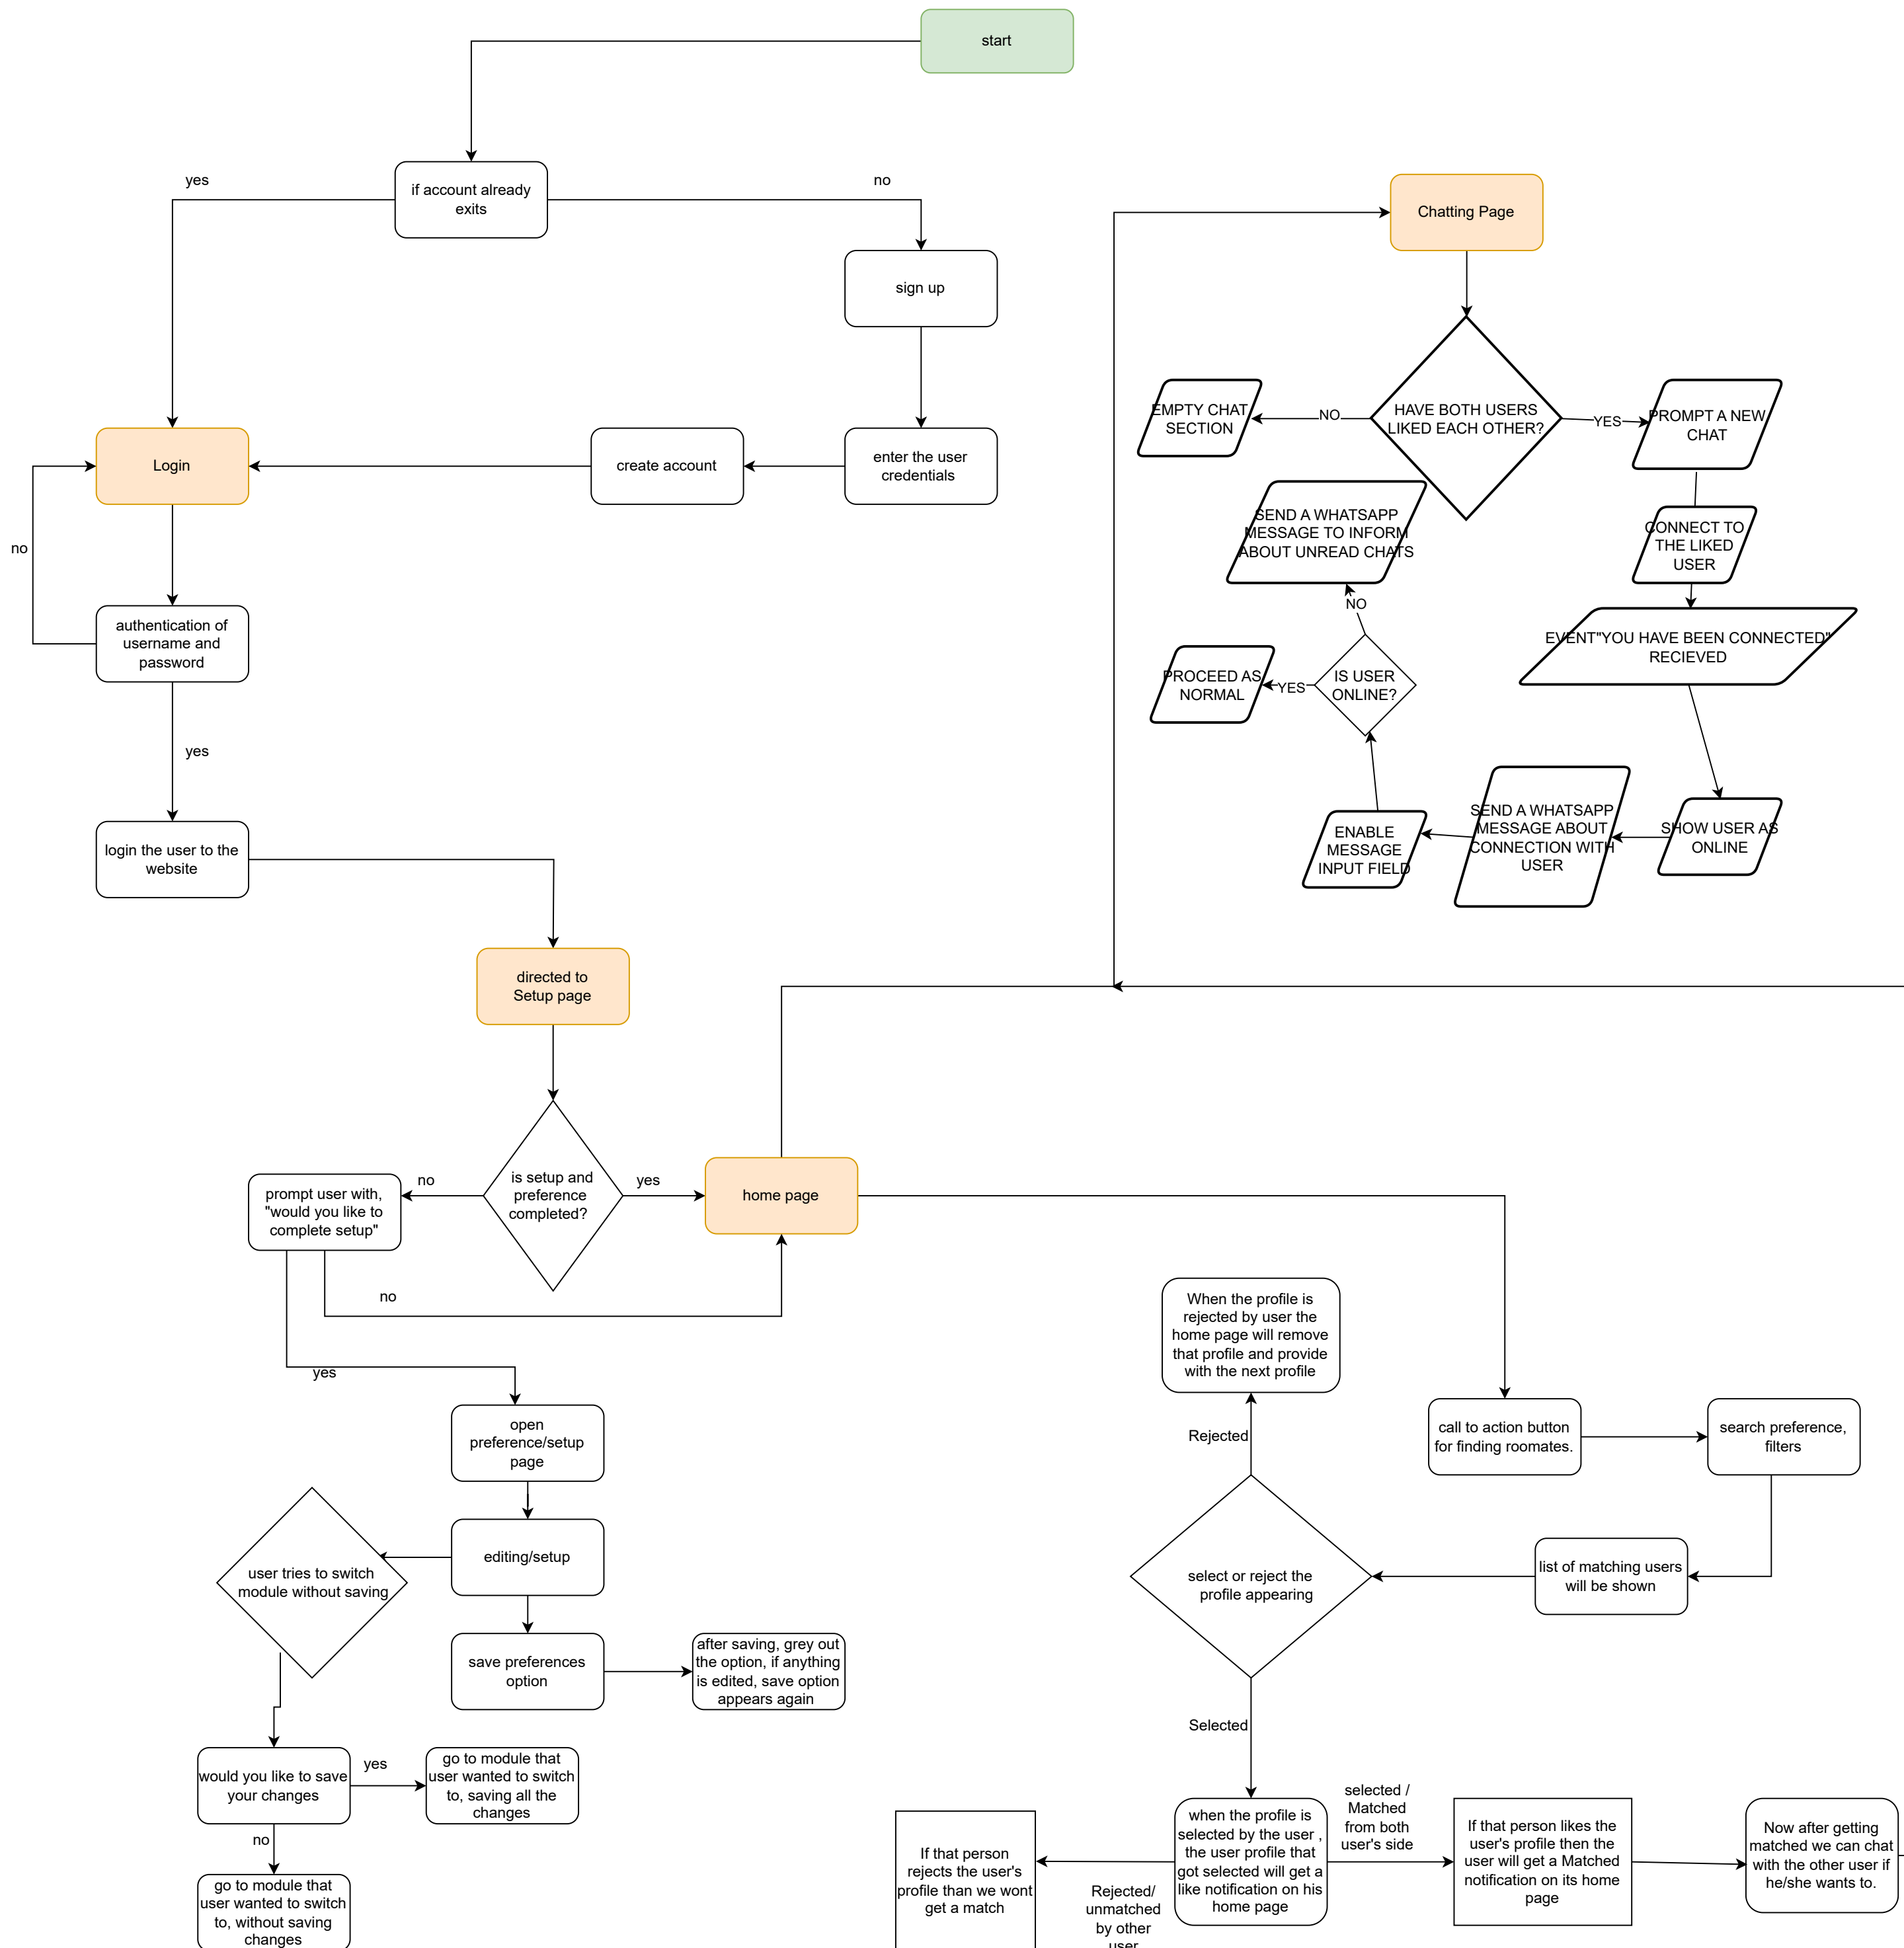 start
if account already
exits
yes
no
sign up
enter the user
credentials
create account
Login
no
authentication of
username and
password
yes
login the user to the
website
directed to
Setup page
is setup and
preference
completed?
no
yes
prompt user with,
"would you like to
complete setup"
home page
no
yes
open
preference/setup
page
editing/setup
user tries to switch
module without saving
save preferences
option
after saving, grey out
the option, if anything
is edited, save option
appears again
would you like to save
your changes
yes
go to module that
user wanted to switch
to, saving all the
changes
no
go to module that
user wanted to switch
to, without saving
changes
Chatting Page
HAVE BOTH USERS
LIKED EACH OTHER?
NO
EMPTY CHAT
SECTION
YES
PROMPT A NEW
CHAT
CONNECT TO
THE LIKED
USER
EVENT"YOU HAVE BEEN CONNECTED"
RECIEVED
SHOW USER AS
ONLINE
SEND A WHATSAPP
MESSAGE ABOUT
CONNECTION WITH
USER
ENABLE
MESSAGE
INPUT FIELD
IS USER
ONLINE?
YES
PROCEED AS
NORMAL
NO
SEND A WHATSAPP
MESSAGE TO INFORM
ABOUT UNREAD CHATS
call to action button
for finding roomates.
search preference,
filters
list of matching users
will be shown
select or reject the
profile appearing
Rejected
When the profile is
rejected by user the
home page will remove
that profile and provide
with the next profile
Selected
when the profile is
selected by the user ,
the user profile that
got selected will get a
like notification on his
home page
Rejected/
unmatched
by other
user
If that person
rejects the user's
profile than we wont
get a match
selected /
Matched
from both
user's side
If that person likes the
user's profile then the
user will get a Matched
notification on its home
page
Now after getting
matched we can chat
with the other user if
he/she wants to.